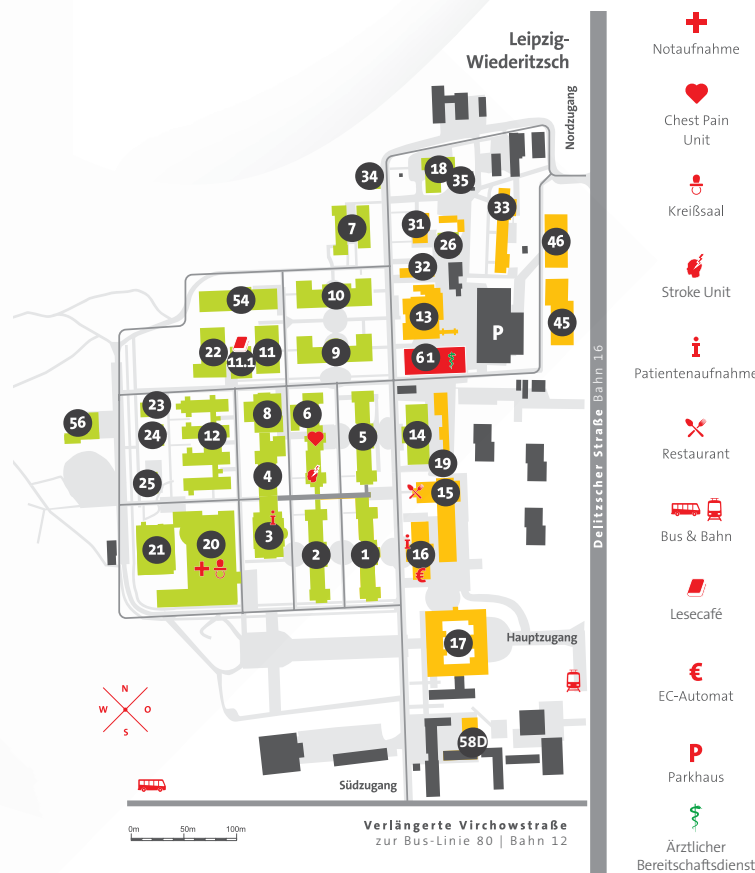 Leipzig-
Wiederitzsch
Nordzugang
34
18
35
33
7
31
26
46
32
54
10
13
P
45
22
11.1
11
9
61
Delitzscher Straße Bahn 16
23
8
6
56
24
12
5
14
25
4
19
15
21
20
3
2
1
16
€
17
Hauptzugang
N
W O
S
58D
Südzugang
0m 50m 100m
Verlängerte Virchowstraße
zur Bus-Linie 80 | Bahn 12
Notaufnahme
Chest Pain
Unit
Kreißsaal
Stroke Unit
i
Patientenaufnahme
Restaurant
Bus & Bahn
Lesecafé
€
EC-Automat
P
Parkhaus
Ärztlicher
Bereitschaftsdienst